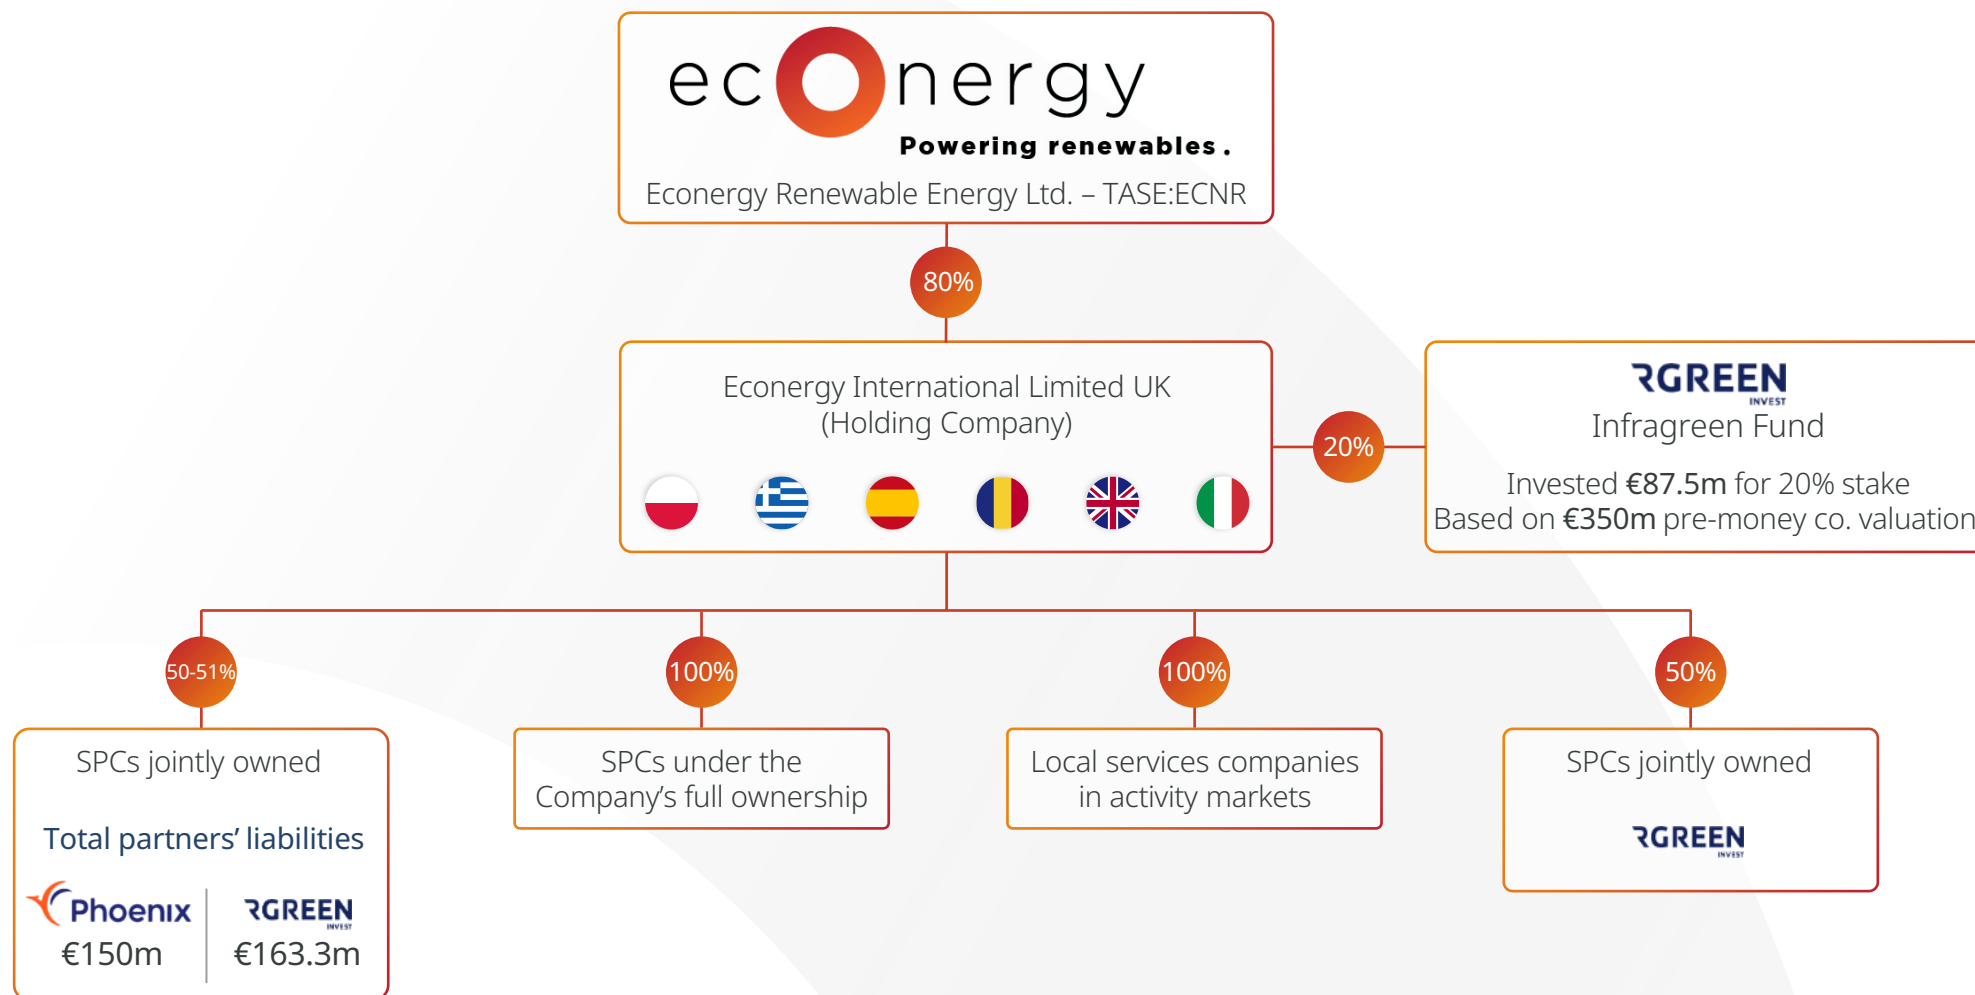 ecOnergy
Powering renewables.
Econergy Renewable Energy Ltd. – TASE:ECNR
80%
Econergy International Limited UK
(Holding Company)
20%
RGREEN
INVEST
Infragreen Fund
Invested €87.5m for 20% stake
Based on €350m pre-money co. valuation
50-51%
100%
100%
50%
SPCs jointly owned
Total partners’ liabilities
Phoenix
€150m
RGREEN
INVEST
€163.3m
SPCs under the
Company’s full ownership
Local services companies
in activity markets
SPCs jointly owned
RGREEN
INVEST